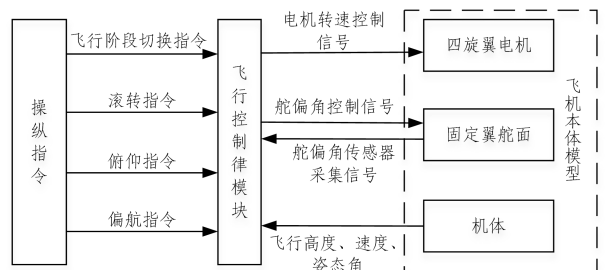 操纵指令
飞行阶段切换指令
滚转指令
俯仰指令
偏航指令
飞行控制律模块
电机转速控制
信号
舵偏角控制信号
舵偏角传感器
采集信号
飞行高度、速度、
姿态角
四旋翼电机
固定翼舵面
机体
飞机本体模型